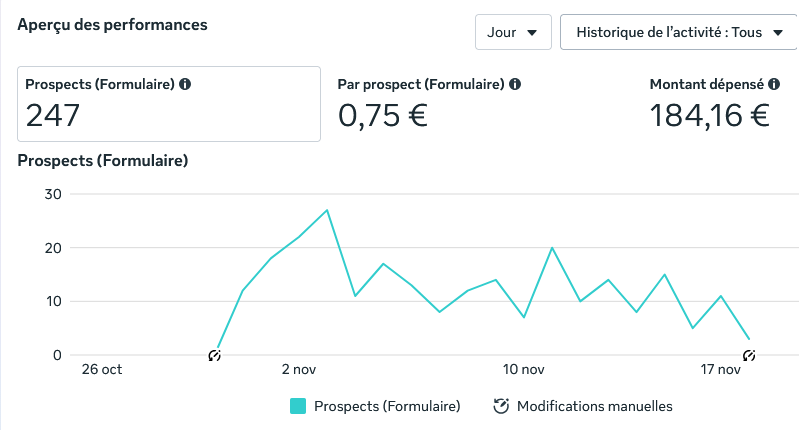 Aperçu des performances
Jour
Historique de l'activité : Tous
Prospects (Formulaire)
247
Par prospect (Formulaire)
0,75 €
Montant dépensé
184,16 €
Prospects (Formulaire)
30
20
10
0
26 oct
2 nov
10 nov
17 nov
Prospects (Formulaire)
Modifications manuelles